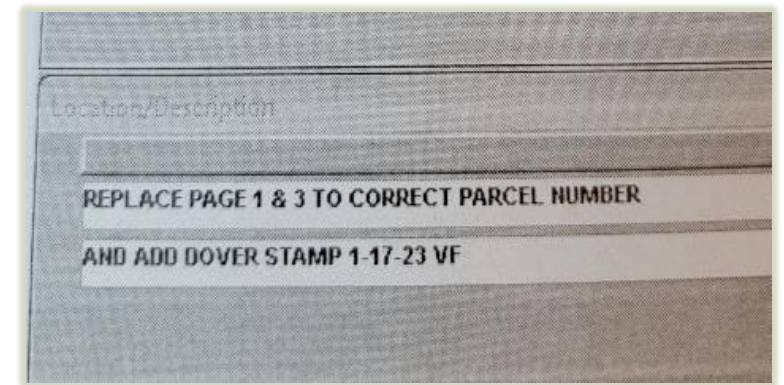 Location/Description
REPLACE PAGE 1 & 3 TO CORRECT PARCEL NUMBER
AND ADD DOVER STAMP 1-17-23 VF